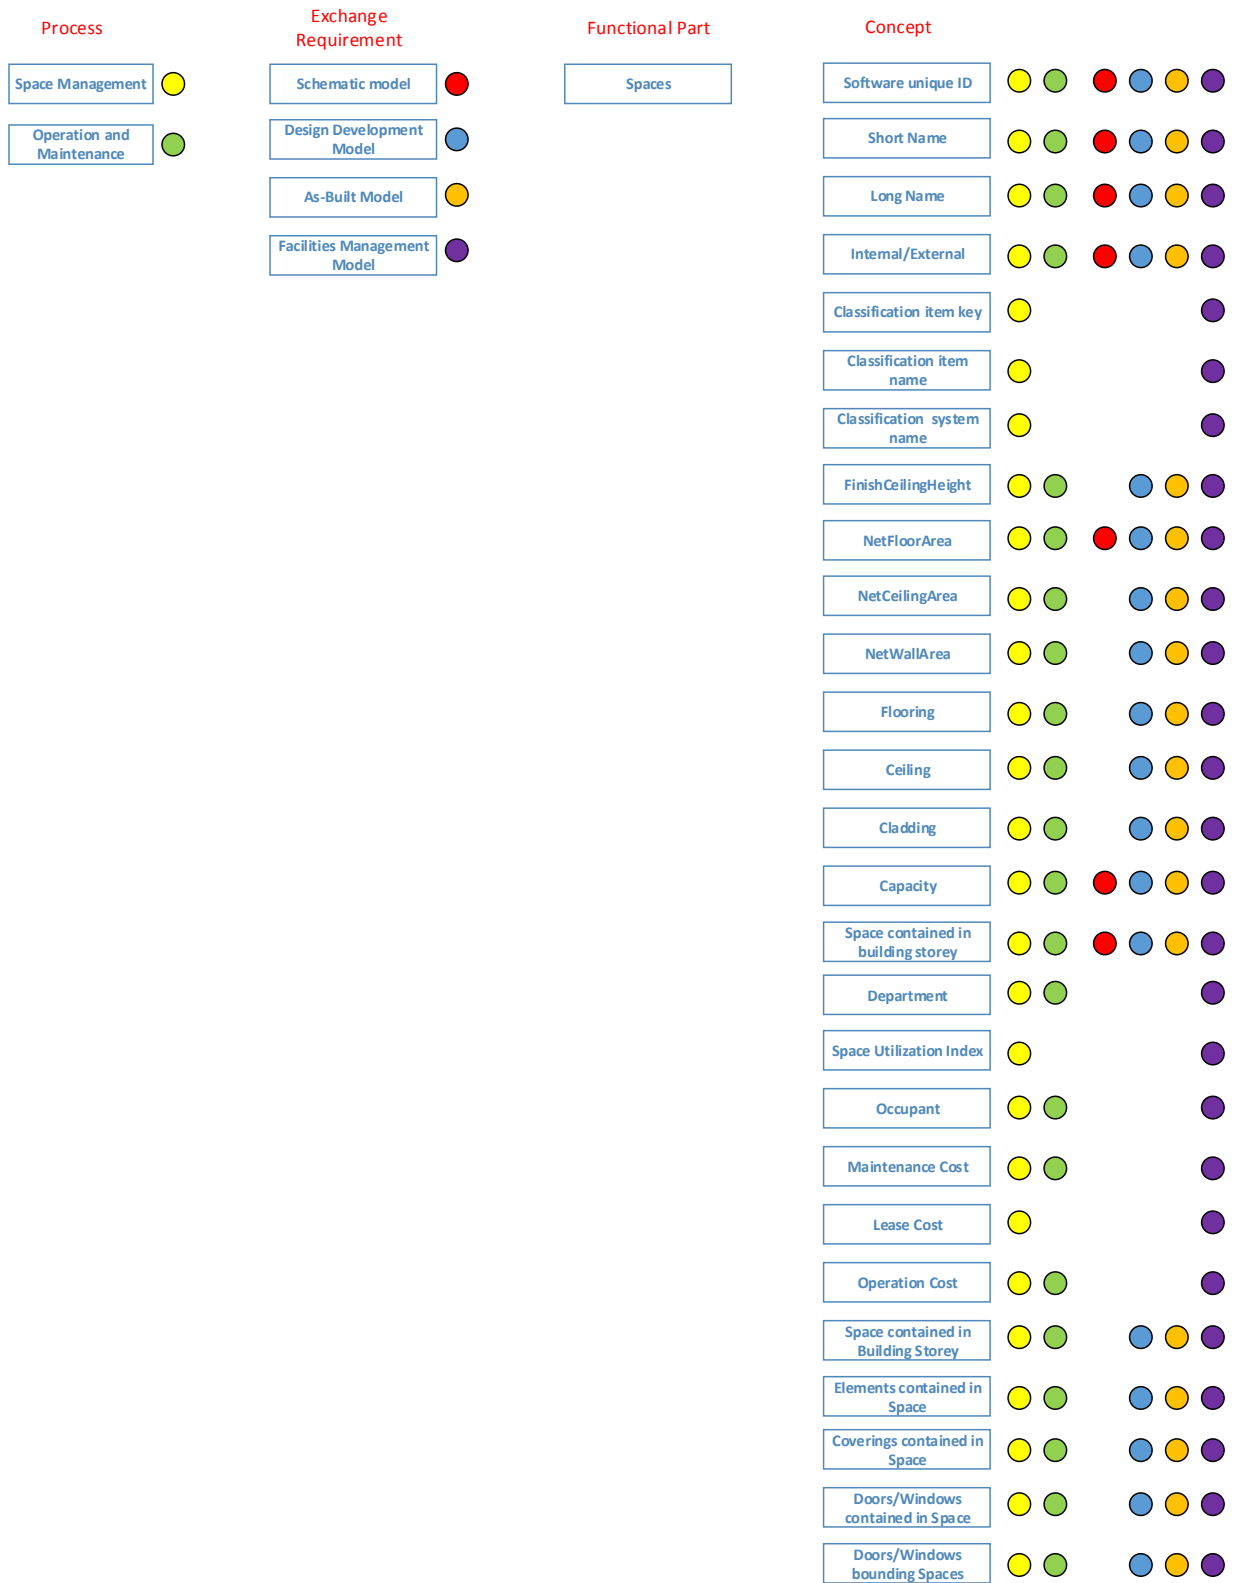 Process
Exchange
Requirement
Functional Part
Concept
Space Management
Operation and
Maintenance
Schematic model
Design Development
Model
As-Built Model
Facilities Management
Model
Spaces
Software unique ID
Short Name
Long Name
Internal/External
Classification item key
Classification item
name
Classification system
name
FinishCeilingHeight
NetFloorArea
NetCeilingArea
NetWallArea
Flooring
Ceiling
Cladding
Capacity
Space contained in
building storey
Department
Space Utilization Index
Occupant
Maintenance Cost
Lease Cost
Operation Cost
Space contained in
Building Storey
Elements contained in
Space
Coverings contained in
Space
Doors/Windows
contained in Space
Doors/Windows
bounding Spaces